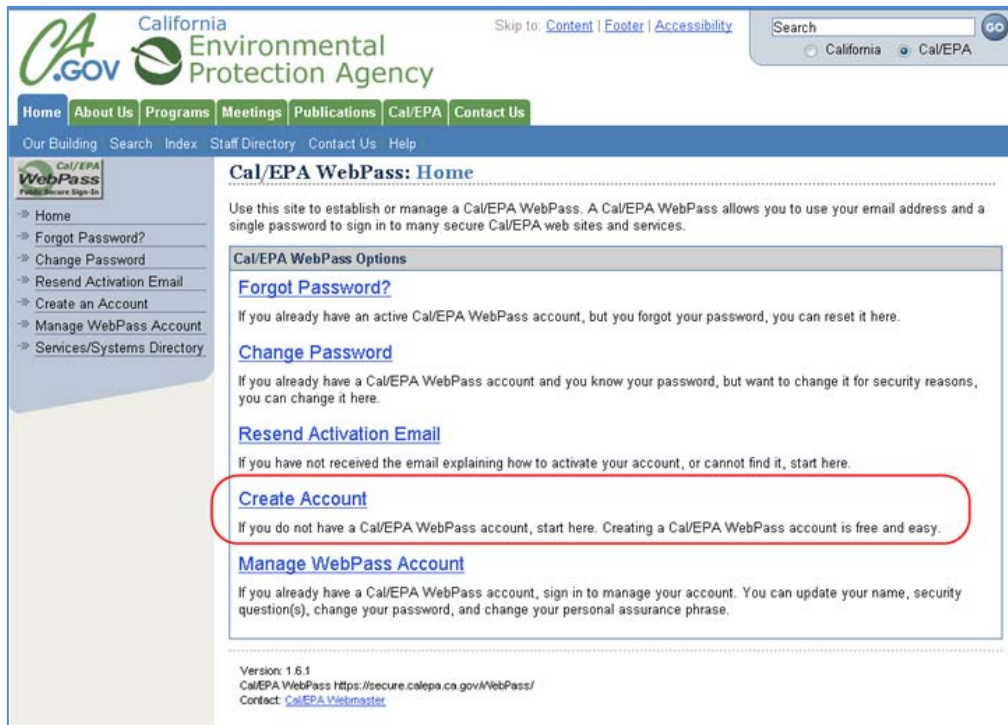 CA
.GOV
California
Environmental
Protection Agency
Skip to: Content | Footer | Accessibility
Search
GO
California Cal/EPA
Home About Us Programs Meetings Publications Cal/EPA Contact Us
Our Building Search Index Staff Directory Contact Us Help
Cal/EPA
WebPass
Public Secure Sign-In
Home
Forgot Password?
Change Password
Resend Activation Email
Create an Account
Manage WebPass Account
Services/Systems Directory
Cal/EPA WebPass: Home
Use this site to establish or manage a Cal/EPA WebPass. A Cal/EPA WebPass allows you to use your email address and a
single password to sign in to many secure Cal/EPA web sites and services.
Cal/EPA WebPass Options
Forgot Password?
If you already have an active Cal/EPA WebPass account, but you forgot your password, you can reset it here.
Change Password
If you already have a Cal/EPA WebPass account and you know your password, but want to change it for security reasons,
you can change it here.
Resend Activation Email
If you have not received the email explaining how to activate your account, or cannot find it, start here.
Create Account
If you do not have a Cal/EPA WebPass account, start here. Creating a Cal/EPA WebPass account is free and easy.
Manage WebPass Account
If you already have a Cal/EPA WebPass account, sign in to manage your account. You can update your name, security
question(s), change your password, and change your personal assurance phrase.
Version: 1.6.1
Cal/EPA WebPass https://secure.calepa.ca.gov/WebPass/
Contact: Cal/EPA Webmaster